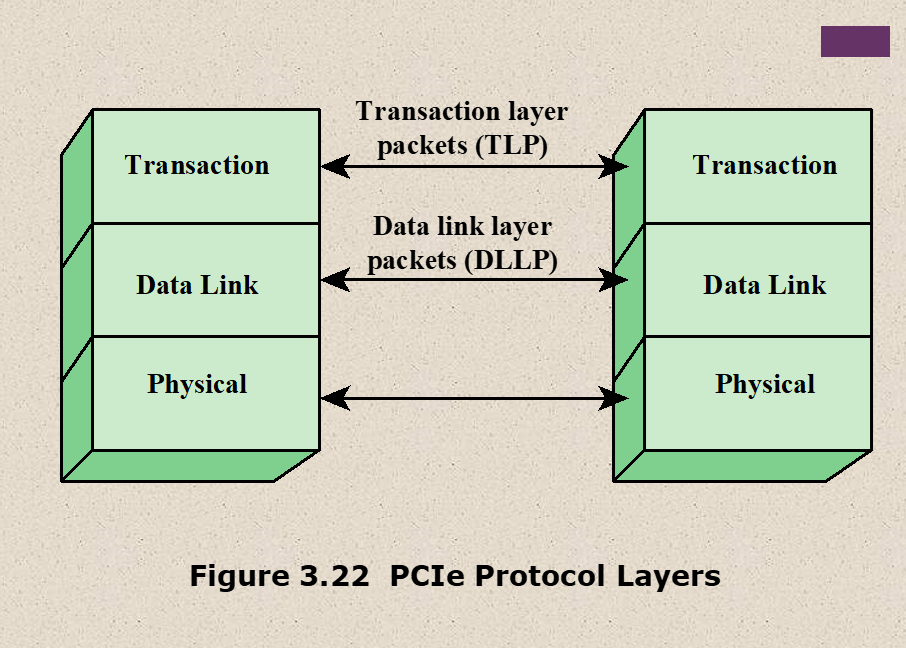 Transaction layer
packets (TLP)
Transaction
Transaction
Data link layer
packets (DLLP)
Data Link
Data Link
Physical
Physical
Figure 3.22 PCIe Protocol Layers